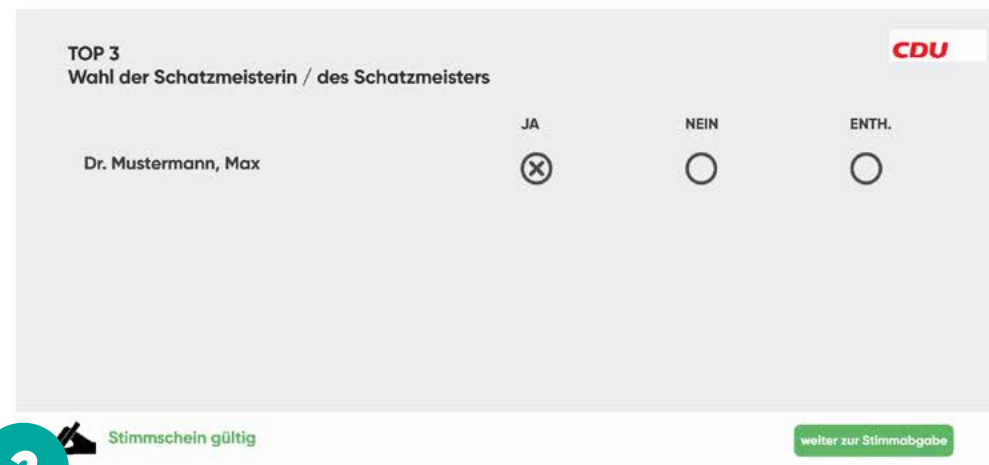 TOP 3
CDU
Wahl der Schatzmeisterin / des Schatzmeisters
JA NEIN ENTH.
Dr. Mustermann, Max
Stimmschein gültig
weiter zur Stimmabgabe